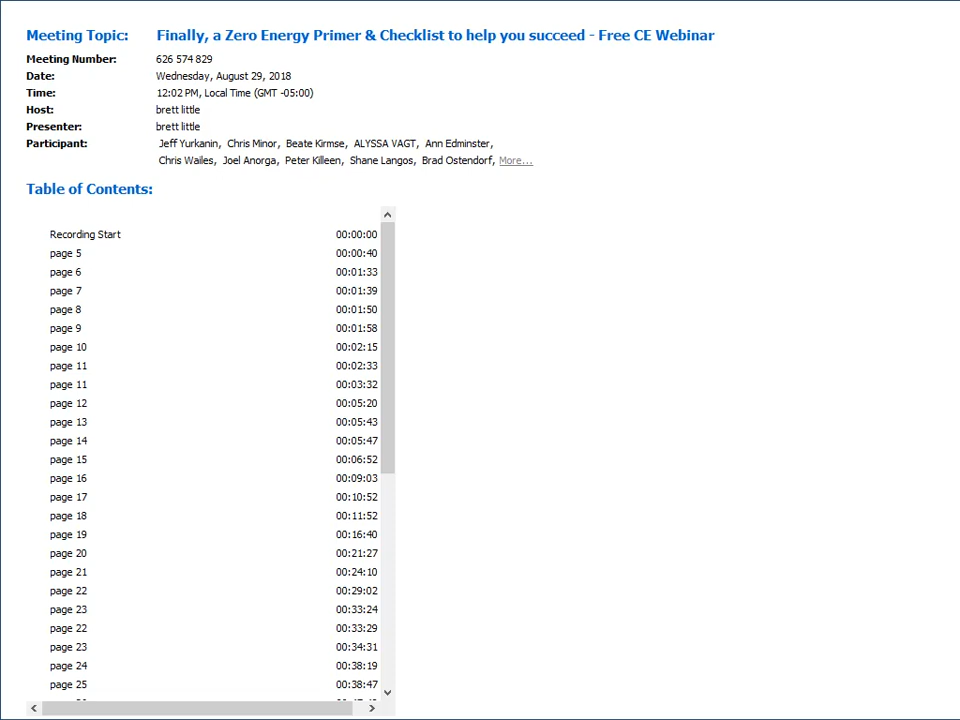 Meeting Topic: Finally, a Zero Energy Primer & Checklist to help you succeed - Free CE Webinar
Meeting Number: 626 574 829
Date: Wednesday, August 29, 2018
Time: 12:02 PM, Local Time (GMT -05:00)
Host: brett little
Presenter: brett little
Participant: Jeff Yurkanin, Chris Minor, Beate Kirmse, ALYSSA VAGT, Ann Edminster,
Chris Wailes, Joel Anorga, Peter Killeen, Shane Langos, Brad Ostendorf, More...
Table of Contents:
Recording Start 00:00:00
page 5 00:00:40
page 6 00:01:33
page 7 00:01:39
page 8 00:01:50
page 9 00:01:58
page 10 00:02:15
page 11 00:02:33
page 11 00:03:32
page 12 00:05:20
page 13 00:05:43
page 14 00:05:47
page 15 00:06:52
page 16 00:09:03
page 17 00:10:52
page 18 00:11:52
page 19 00:16:40
page 20 00:21:27
page 21 00:24:10
page 22 00:29:02
page 23 00:33:24
page 22 00:33:29
page 23 00:34:31
page 24 00:38:19
page 25 00:38:47